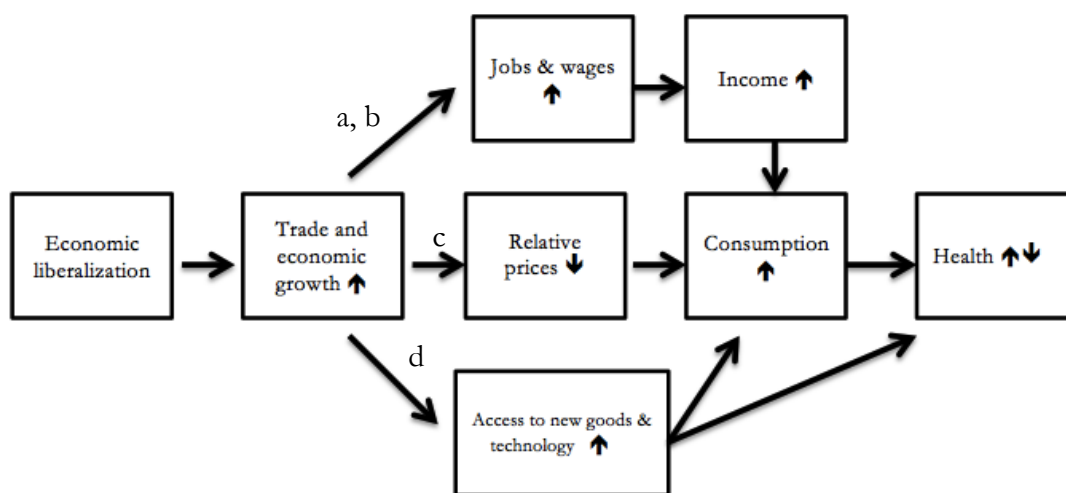 Jobs & wages
Income
a, b
Economic
liberalization
Trade and
economic
growth
c
Relative
prices
Consumption
Health
d
Access to new goods &
technology